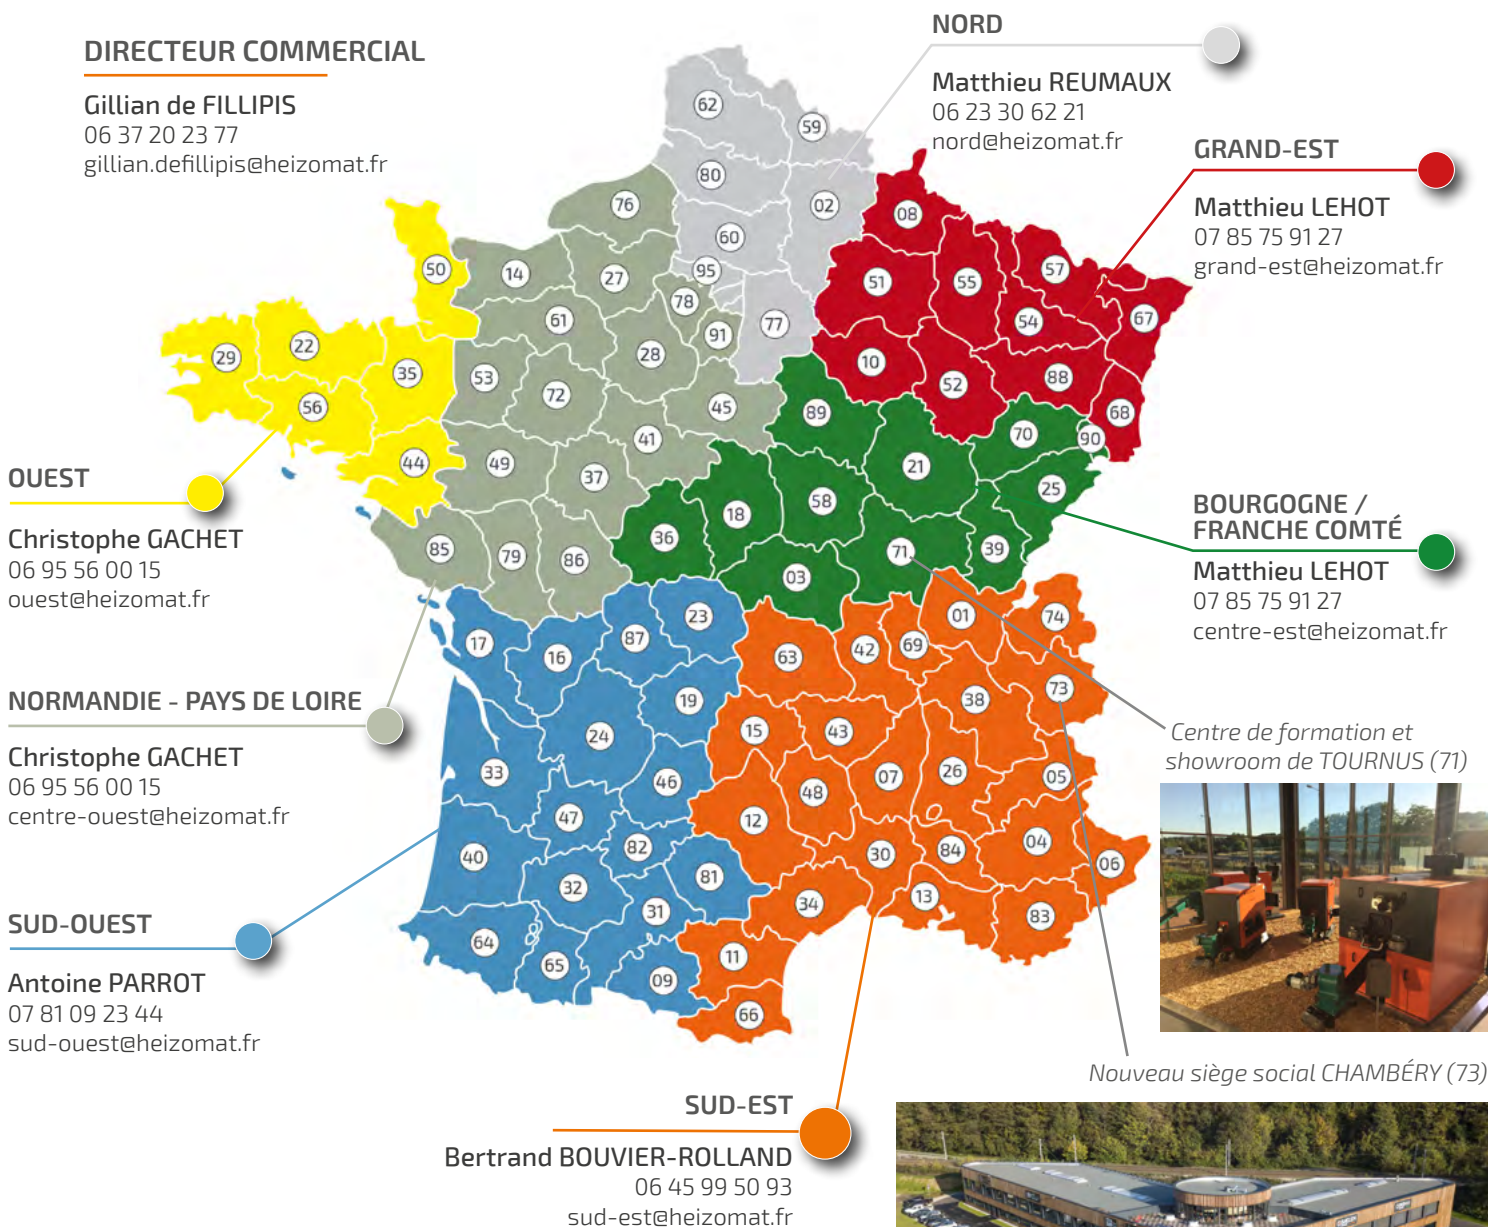 DIRECTEUR COMMERCIAL
Gillian de FILLIPIS
06 37 20 23 77
gillian.defillipis@heizomat.fr
NORD
Matthieu REUMAUX
06 23 30 62 21
nord@heizomat.fr
GRAND-EST
Matthieu LEHOT
07 85 75 91 27
grand-est@heizomat.fr
OUEST
Christophe GACHET
06 95 56 00 15
ouest@heizomat.fr
BOURGOGNE /
FRANCHE COMTÉ
Matthieu LEHOT
07 85 75 91 27
centre-est@heizomat.fr
NORMANDIE - PAYS DE LOIRE
Christophe GACHET
06 95 56 00 15
centre-ouest@heizomat.fr
SUD-OUEST
Antoine PARROT
07 81 09 23 44
sud-ouest@heizomat.fr
SUD-EST
Bertrand BOUVIER-ROLLAND
06 45 99 50 93
sud-est@heizomat.fr
Centre de formation et
showroom de TOURNUS (71)
Nouveau siège social CHAMBÉRY (73)
62
59
80
02
76
60
95
08
50
14
27
78
51
55
57
61
91
77
54
67
29
22
35
53
28
10
52
88
56
72
45
89
68
44
49
41
70
90
37
21
25
18
58
36
85
79
86
71
39
03
17
16
87
23
63
42
69
01
74
24
19
38
73
33
15
43
46
48
07
26
05
47
12
40
82
30
84
04
06
32
81
31
34
13
83
64
65
09
11
66